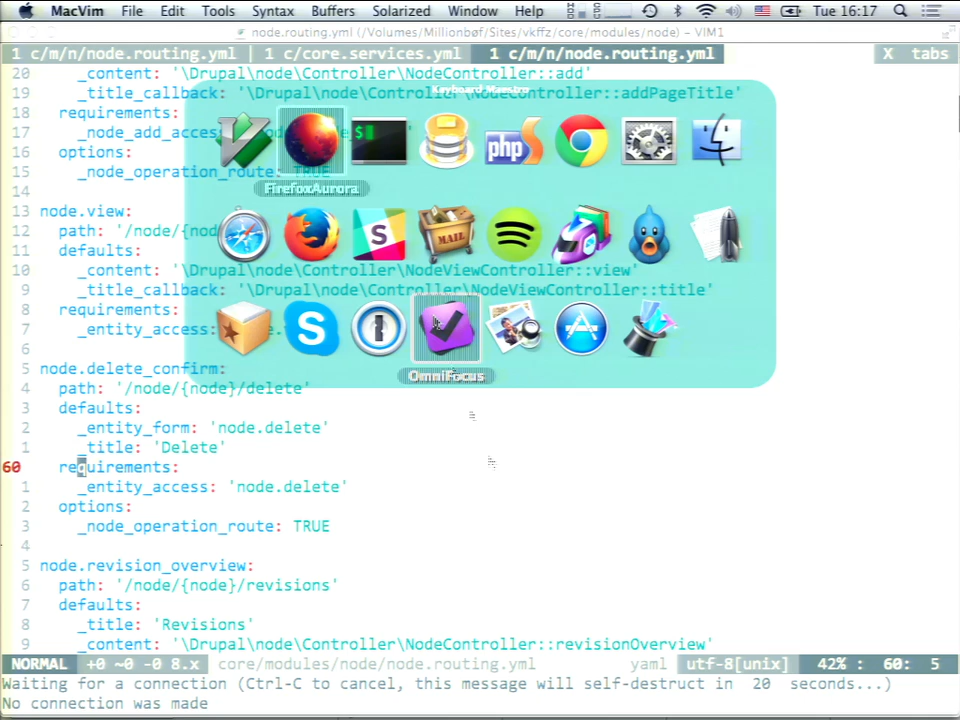 MacVim File Edit Tools Syntax Buffers Solarized Window Help Tue 16:17
node.routing.yml (/Volumes/Millionbøf/Sites/vkffz/core/modules/node) – VIM1
1 c/m/n/node.routing.yml | 1 c/core.services.yml 1 c/m/n/node.routing.yml X tabs
20 _content: '\Drupal\node\Controller\NodeController::add'
Keyboard Maestro
19 _title_callback: '\Drupal\node\Controller\NodeController::addPageTitle'
18 requirements:
17 _node_add_access
$
php
16 options:
15 _node_operation_route: TRUE
FirefoxAurora
14
13 node.view:
12 path: '/node/{nod
S
MAIL
11 defaults:
10 _content: '\Drupal\node\Controller\NodeViewController::view'
9 _title_callback: '\Drupal\node\Controller\NodeViewController::title'
8 requirements:
7 _entity_access:
S
6
5 node.delete_confirm:
OmniFocus
4 path: '/node/{node}/delete'
3 defaults:
2 _entity_form: 'node.delete'
1 _title: 'Delete'
60 requirements:
1 _entity_access: 'node.delete'
2 options:
3 _node_operation_route: TRUE
4
5 node.revision_overview:
6 path: '/node/{node}/revisions'
7 defaults:
8 _title: 'Revisions'
9 _content: '\Drupal\node\Controller\NodeController::revisionOverview'
NORMAL +0 ~0 -0 8.x core/modules/node/node.routing.yml yaml utf-8[unix] 42% : 60: 5
Waiting for a connection (Ctrl-C to cancel, this message will self-destruct in 20 seconds...)
No connection was made